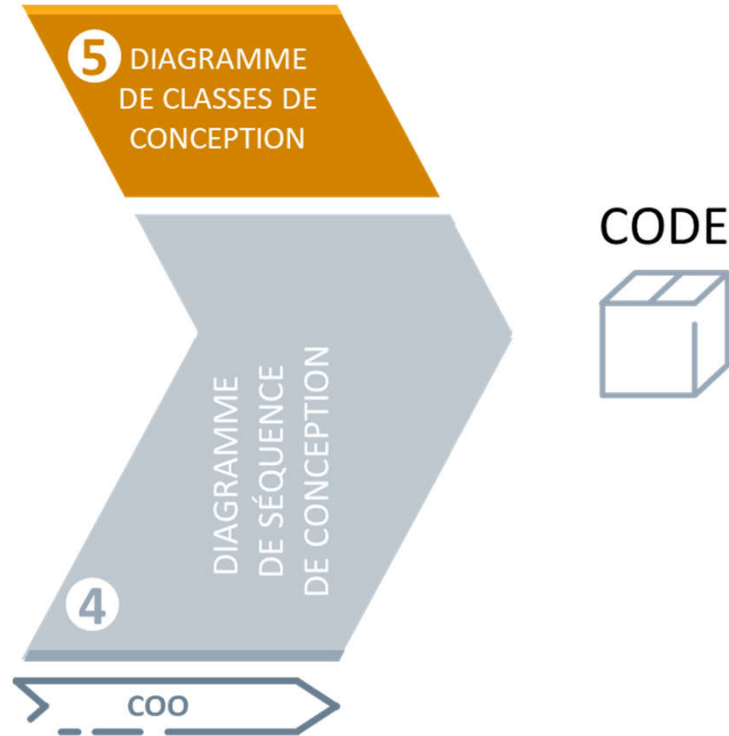 5 DIAGRAMME
DE CLASSES DE
CONCEPTION
CODE
DIAGRAMME
DE SÉQUENCE
DE CONCEPTION
4
COO